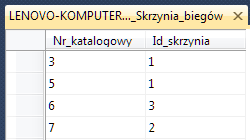 LENOVO-KOMPUTER..._Skrzynia_biegów
Nr_katalogowy Id_skrzynia
3 1
5 1
6 3
7 2